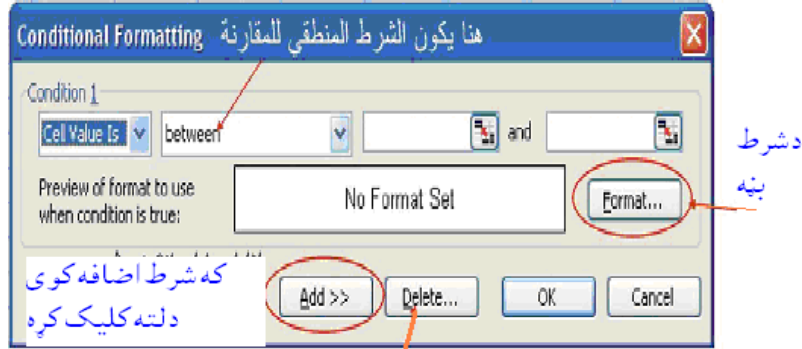 Conditional Formatting هنا يكون الشرط المنطقي للمقارنة
Condition 1
Cell Value Is between and
دشرط
بڼه
Preview of format to use
when condition is true:
No Format Set
Format...
که شرط اضافه کوی
دلته کلیک کړه
Add >> Delete... OK Cancel